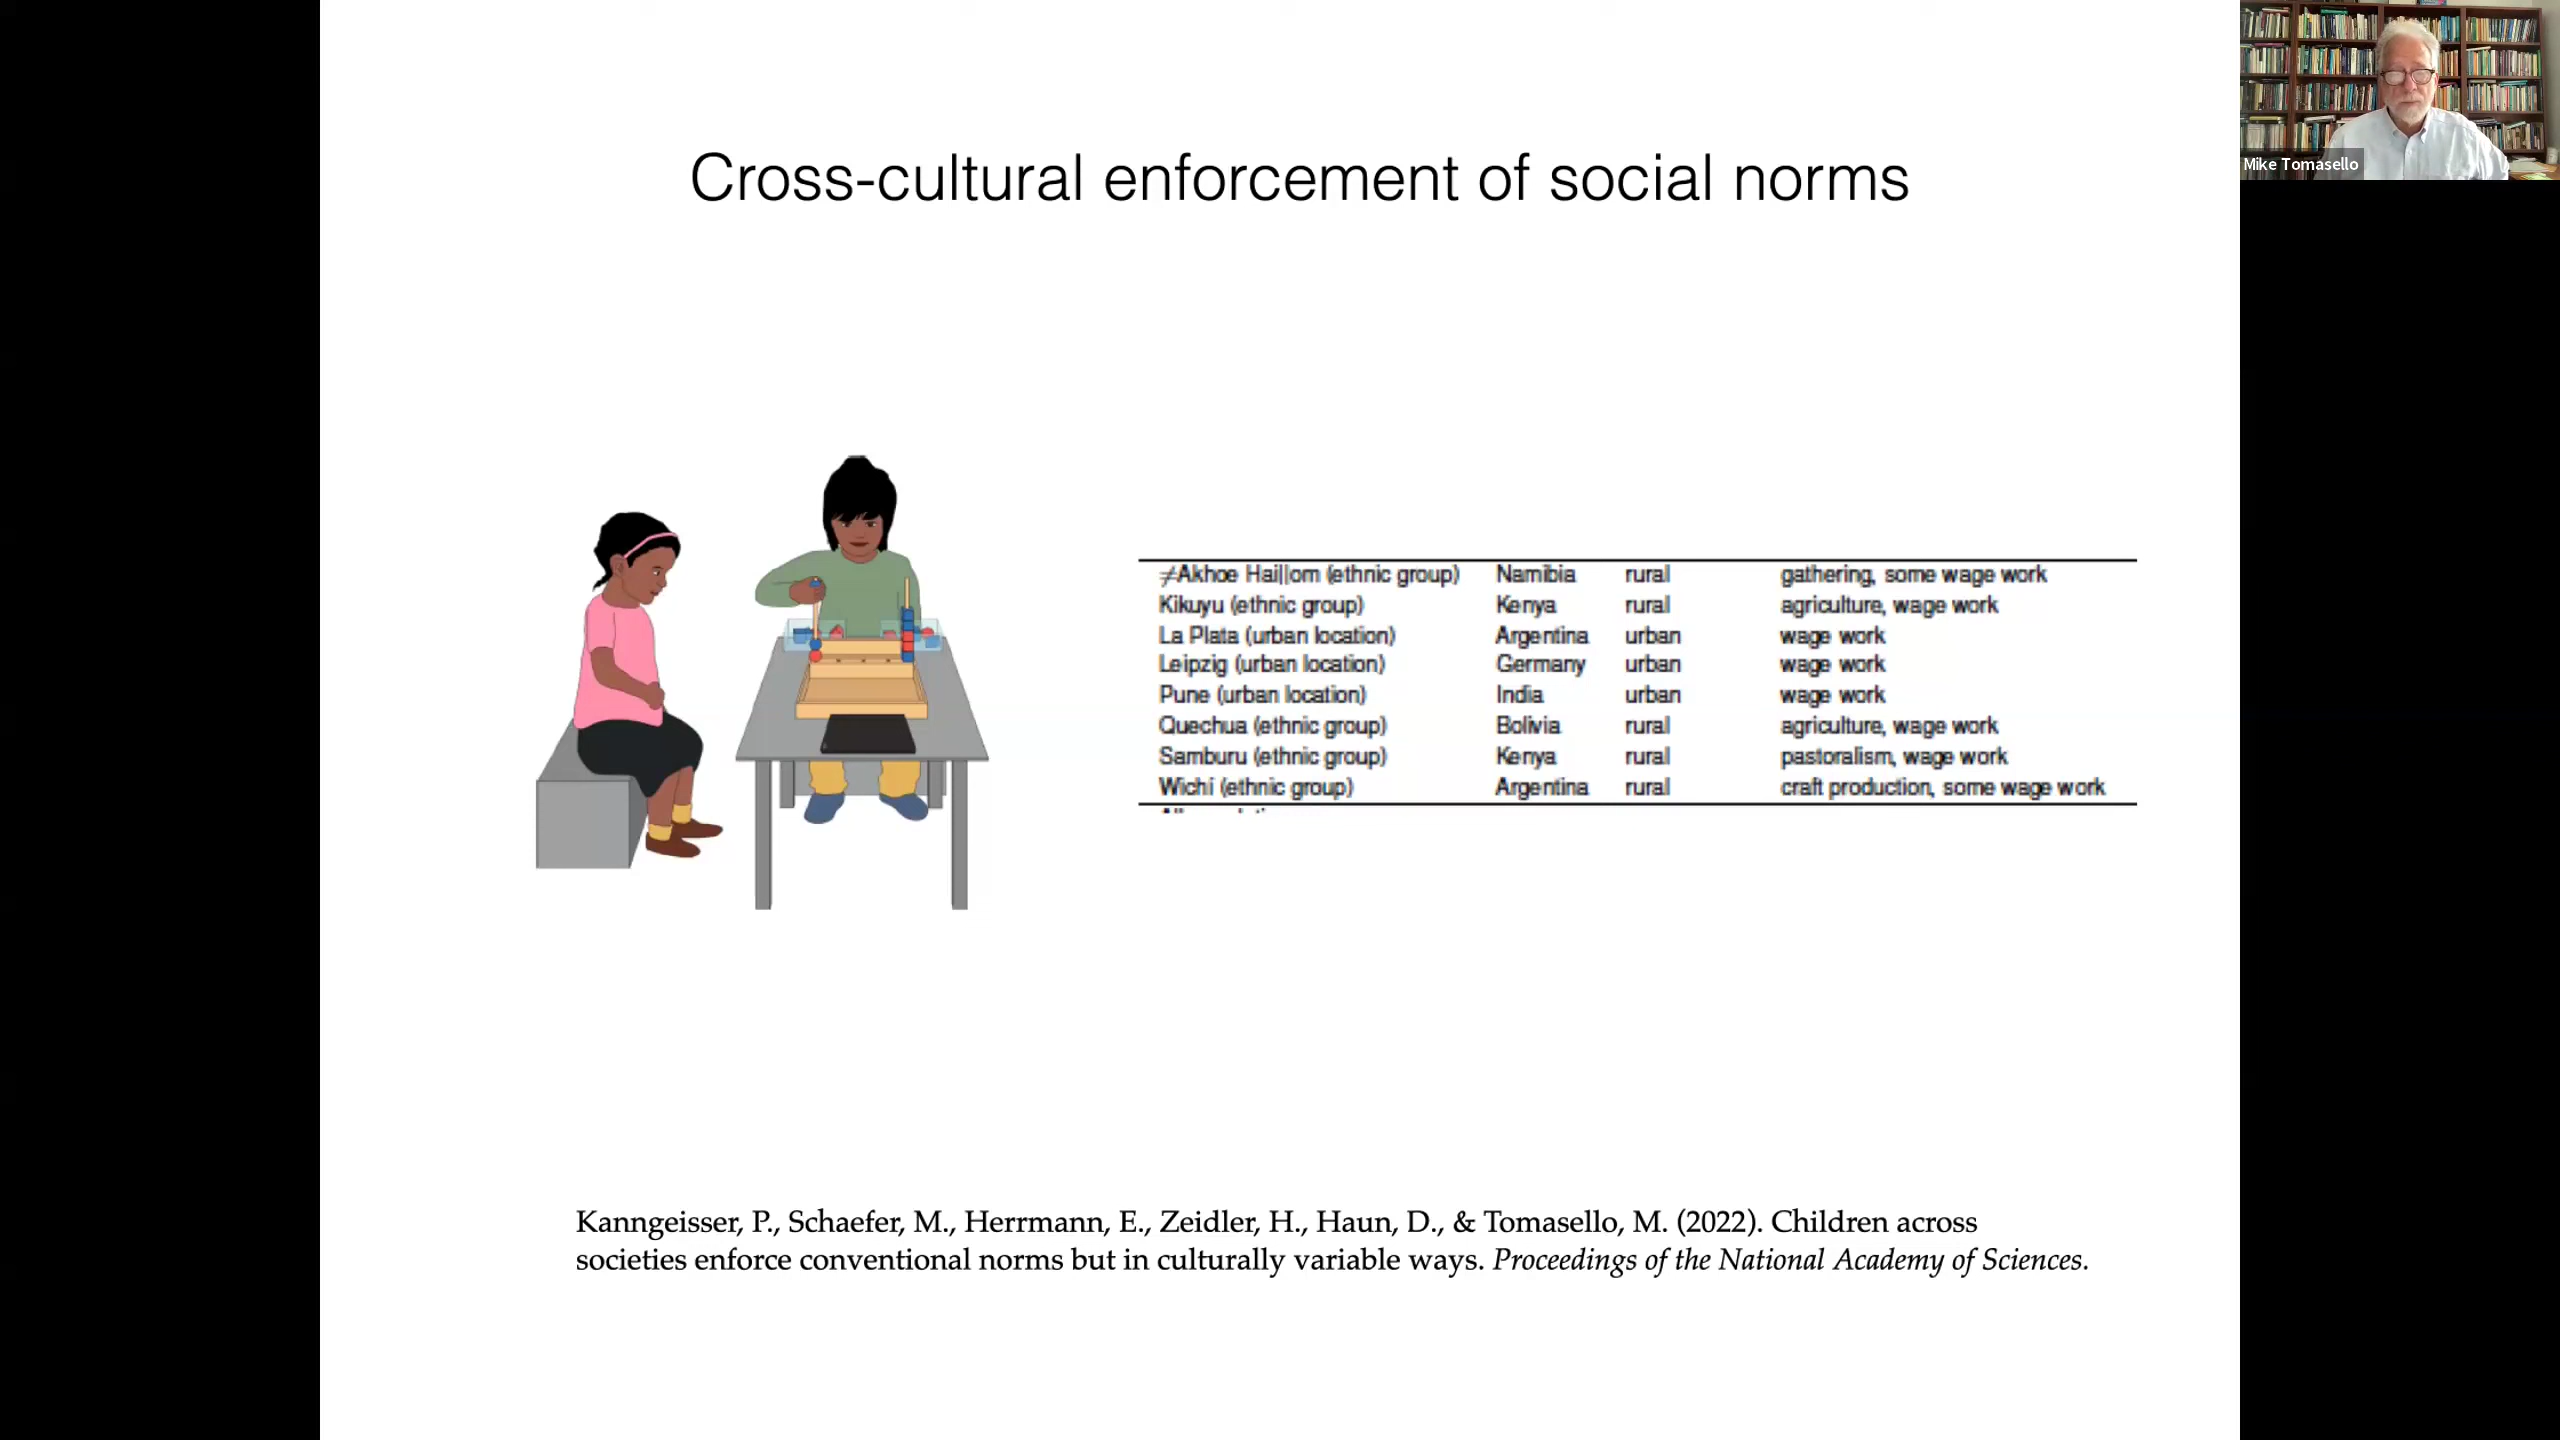 Cross-cultural enforcement of social norms
Mike Tomasello
≠Akhoe Hai||om (ethnic group) Namibia rural gathering, some wage work
Kikuyu (ethnic group) Kenya rural agriculture, wage work
La Plata (urban location) Argentina urban wage work
Leipzig (urban location) Germany urban wage work
Pune (urban location) India urban wage work
Quechua (ethnic group) Bolivia rural agriculture, wage work
Samburu (ethnic group) Kenya rural pastoralism, wage work
Wichí (ethnic group) Argentina rural craft production, some wage work
Kanngeisser, P., Schaefer, M., Herrmann, E., Zeidler, H., Haun, D., & Tomasello, M. (2022). Children across
societies enforce conventional norms but in culturally variable ways. Proceedings of the National Academy of Sciences.